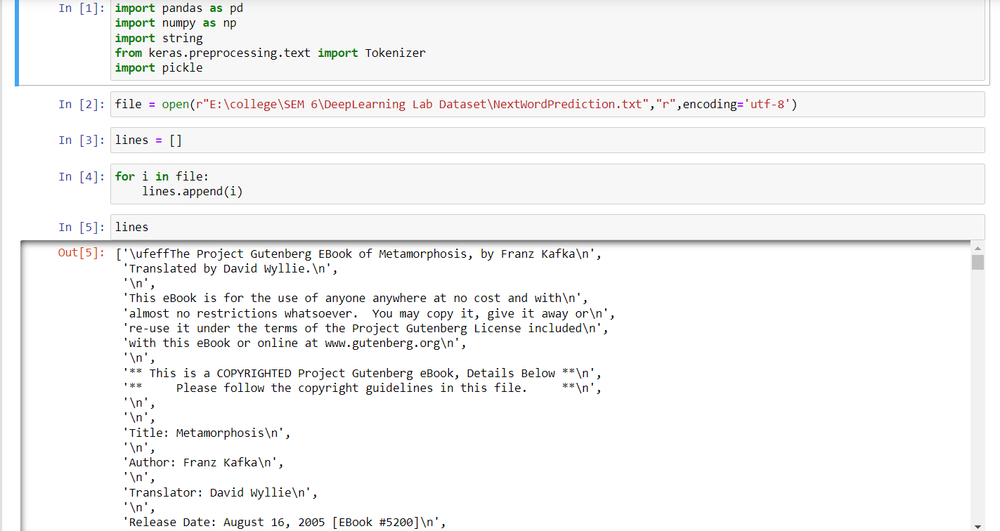 In [1]: import pandas as pd
import numpy as np
import string
from keras.preprocessing.text import Tokenizer
import pickle
In [2]: file = open(r"E:\college\SEM 6\DeepLearning Lab Dataset\NextWordPrediction.txt","r",encoding='utf-8')
In [3]: lines = []
In [4]: for i in file:
    lines.append(i)
In [5]: lines
Out[5]: ['\ufeffThe Project Gutenberg EBook of Metamorphosis, by Franz Kafka\n',
'Translated by David Wyllie.\n',
'\n',
'This eBook is for the use of anyone anywhere at no cost and with\n',
'almost no restrictions whatsoever.  You may copy it, give it away or\n',
're-use it under the terms of the Project Gutenberg License included\n',
'with this eBook or online at www.gutenberg.org\n',
'\n',
'** This is a COPYRIGHTED Project Gutenberg eBook, Details Below **\n',
'**     Please follow the copyright guidelines in this file.     **\n',
'\n',
'\n',
'Title: Metamorphosis\n',
'\n',
'Author: Franz Kafka\n',
'\n',
'Translator: David Wyllie\n',
'\n',
'Release Date: August 16, 2005 [EBook #5200]\n',